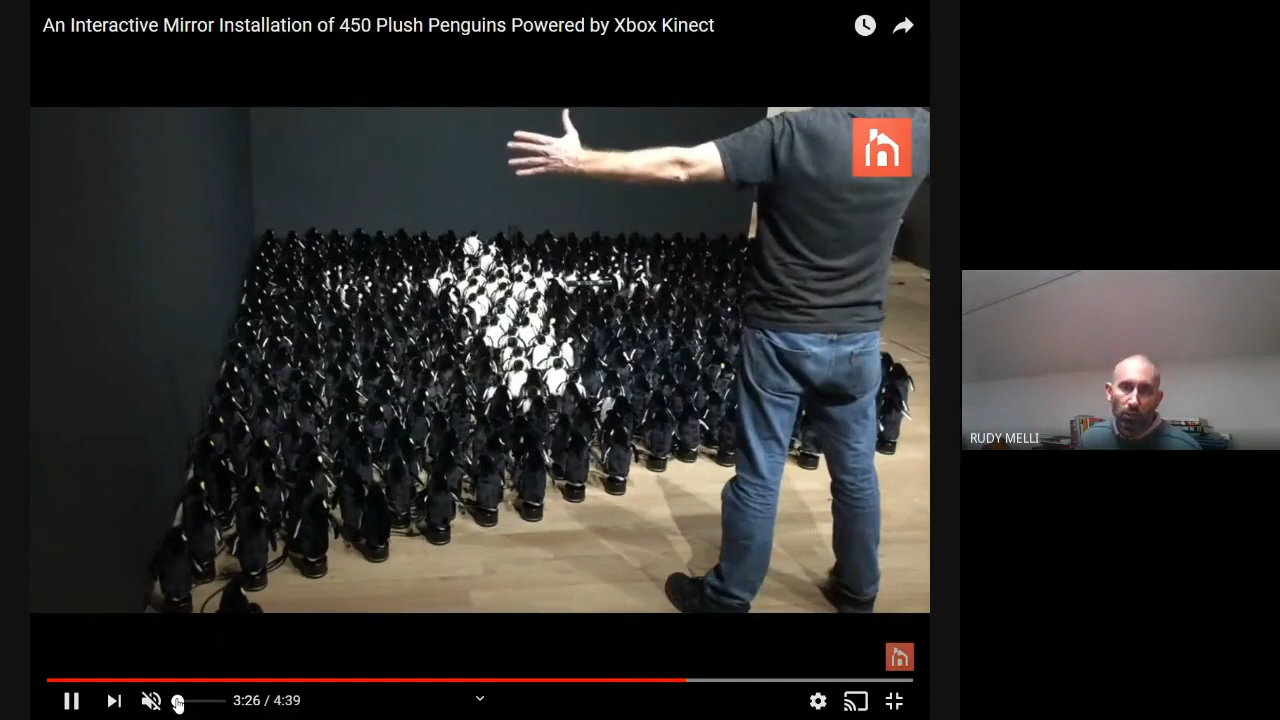 An Interactive Mirror Installation of 450 Plush Penguins Powered by Xbox Kinect
RUDY MELLI
3:26 / 4:39